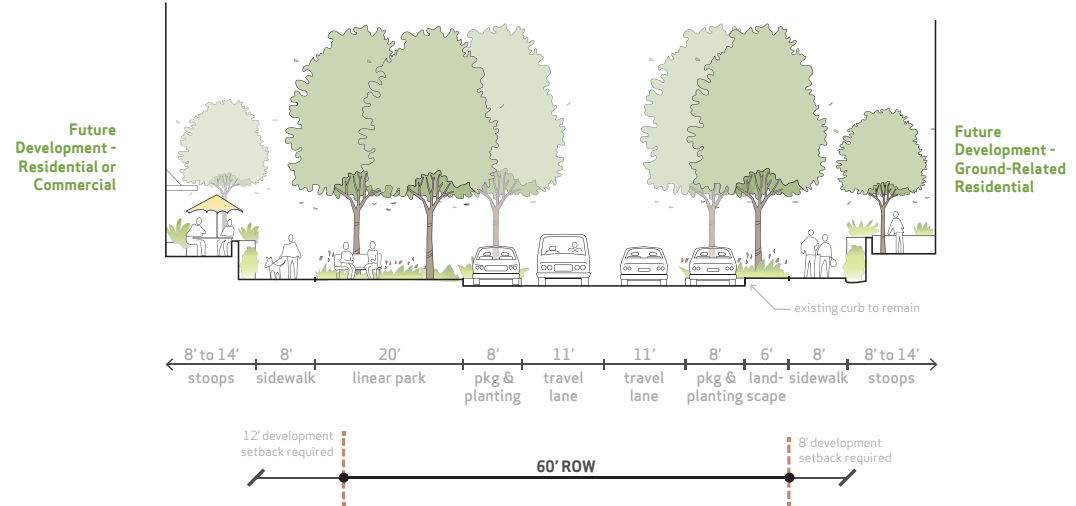 Future
Development -
Residential or
Commercial
Future
Development -
Ground-Related
Residential
existing curb to remain
8’ to 14’ 8’ 20’ 8’ 11’ 11’ 8’ 6’ 8’ 8’ to 14’
stoops sidewalk linear park pkg & travel travel pkg & land- sidewalk stoops
planting lane lane planting scape
12’ development
setback required
60’ ROW
8’ development
setback required